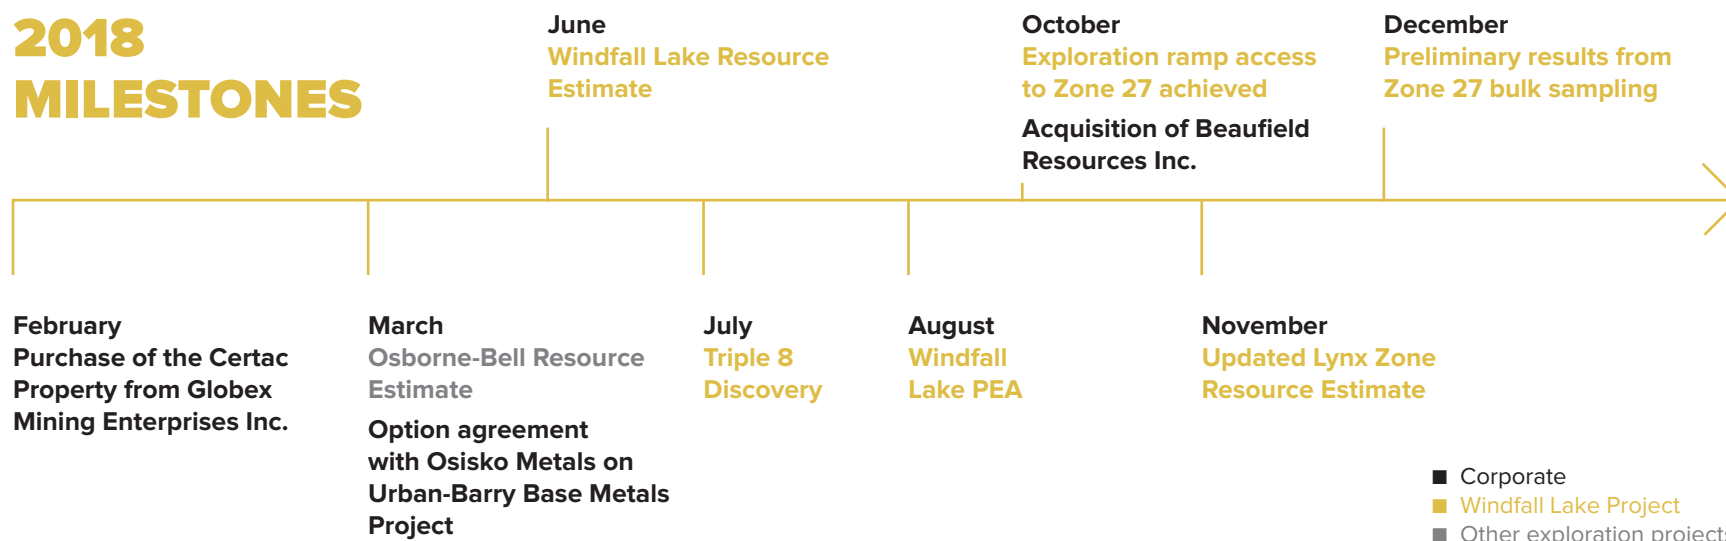 2018
MILESTONES
June
Windfall Lake Resource
Estimate
October
Exploration ramp access
to Zone 27 achieved
Acquisition of Beaufield
Resources Inc.
December
Preliminary results from
Zone 27 bulk sampling
February
Purchase of the Certac
Property from Globex
Mining Enterprises Inc.
March
Osborne-Bell Resource
Estimate
Option agreement
with Osisko Metals on
Urban-Barry Base Metals
Project
July
Triple 8
Discovery
August
Windfall
Lake PEA
November
Updated Lynx Zone
Resource Estimate
Corporate
Windfall Lake Project
Other exploration projects